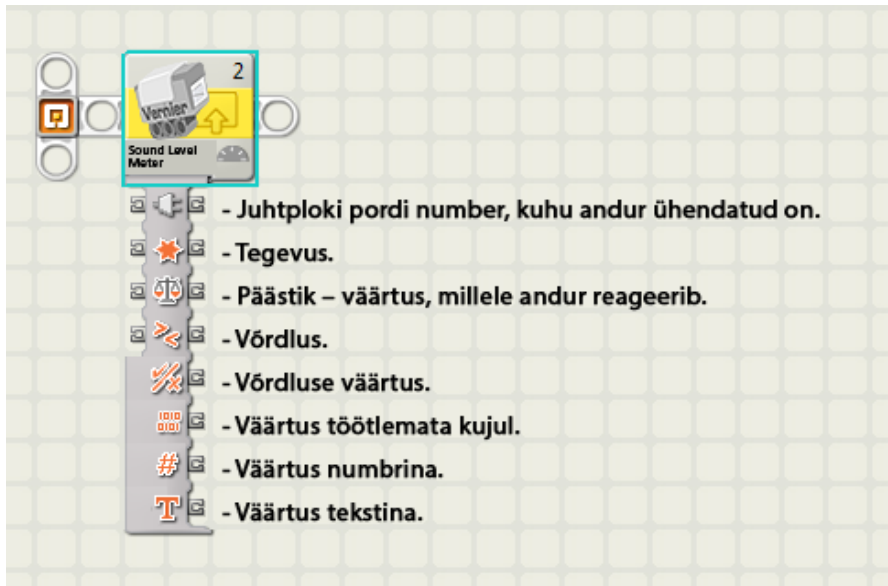 2
Vernier
Sound Level
Meter
- Juhtploki pordi number, kuhu andur ühendatud on.
- Tegevus.
- Päästik – väärtus, millele andur reageerib.
- Võrdlus.
- Võrdluse väärtus.
- Väärtus töötlemata kujul.
- Väärtus numbrina.
- Väärtus tekstina.